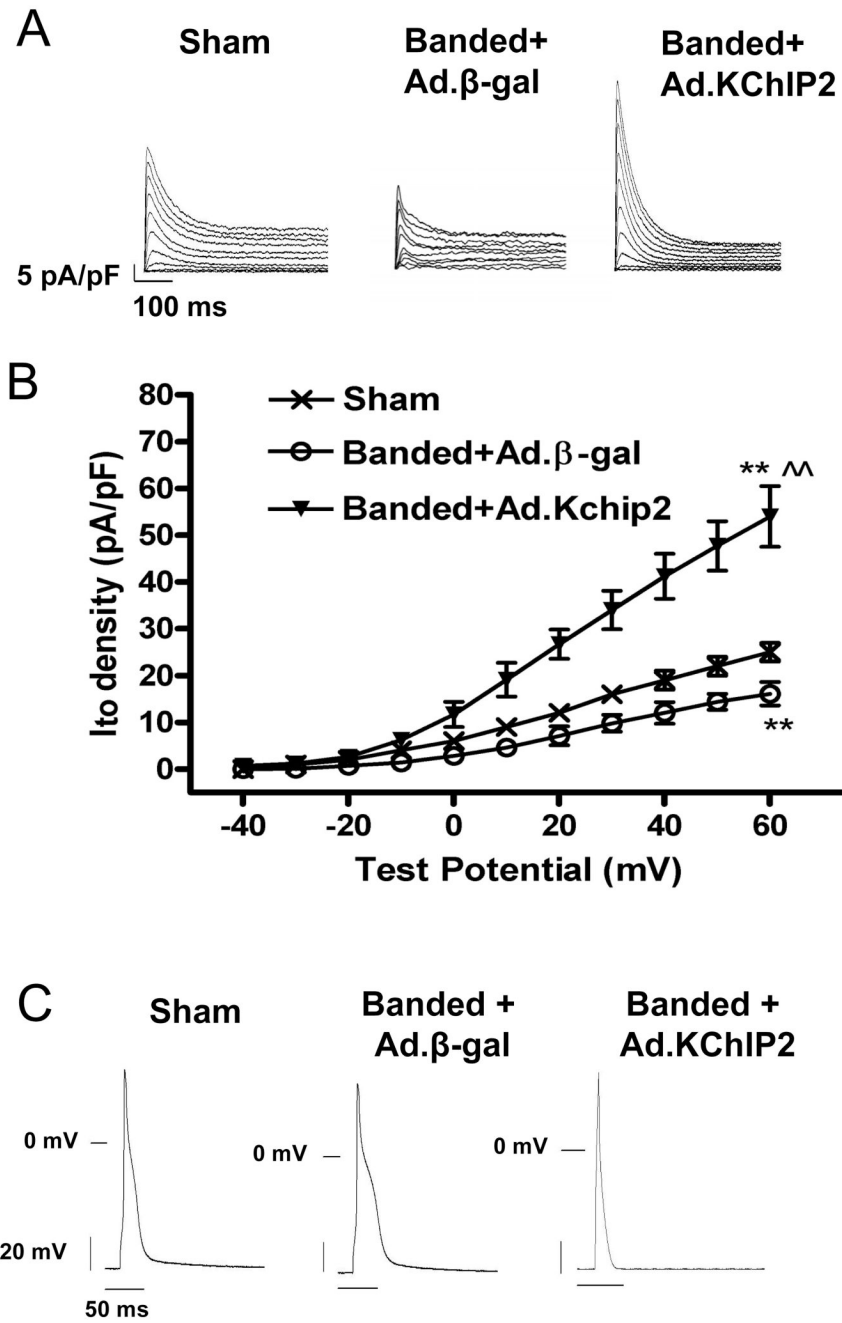 A
Sham
Banded+
Ad.β-gal
Banded+
Ad.KChIP2
5 pA/pF
100 ms
B
Ito density (pA/pF)
80
70
60
50
40
30
20
10
0
Sham
Banded+Ad.β-gal
Banded+Ad.Kchip2
** ^^
**
-40 -20 0 20 40 60
Test Potential (mV)
C
Sham
Banded +
Ad.β-gal
Banded +
Ad.KChIP2
0 mV
0 mV
0 mV
20 mV
50 ms